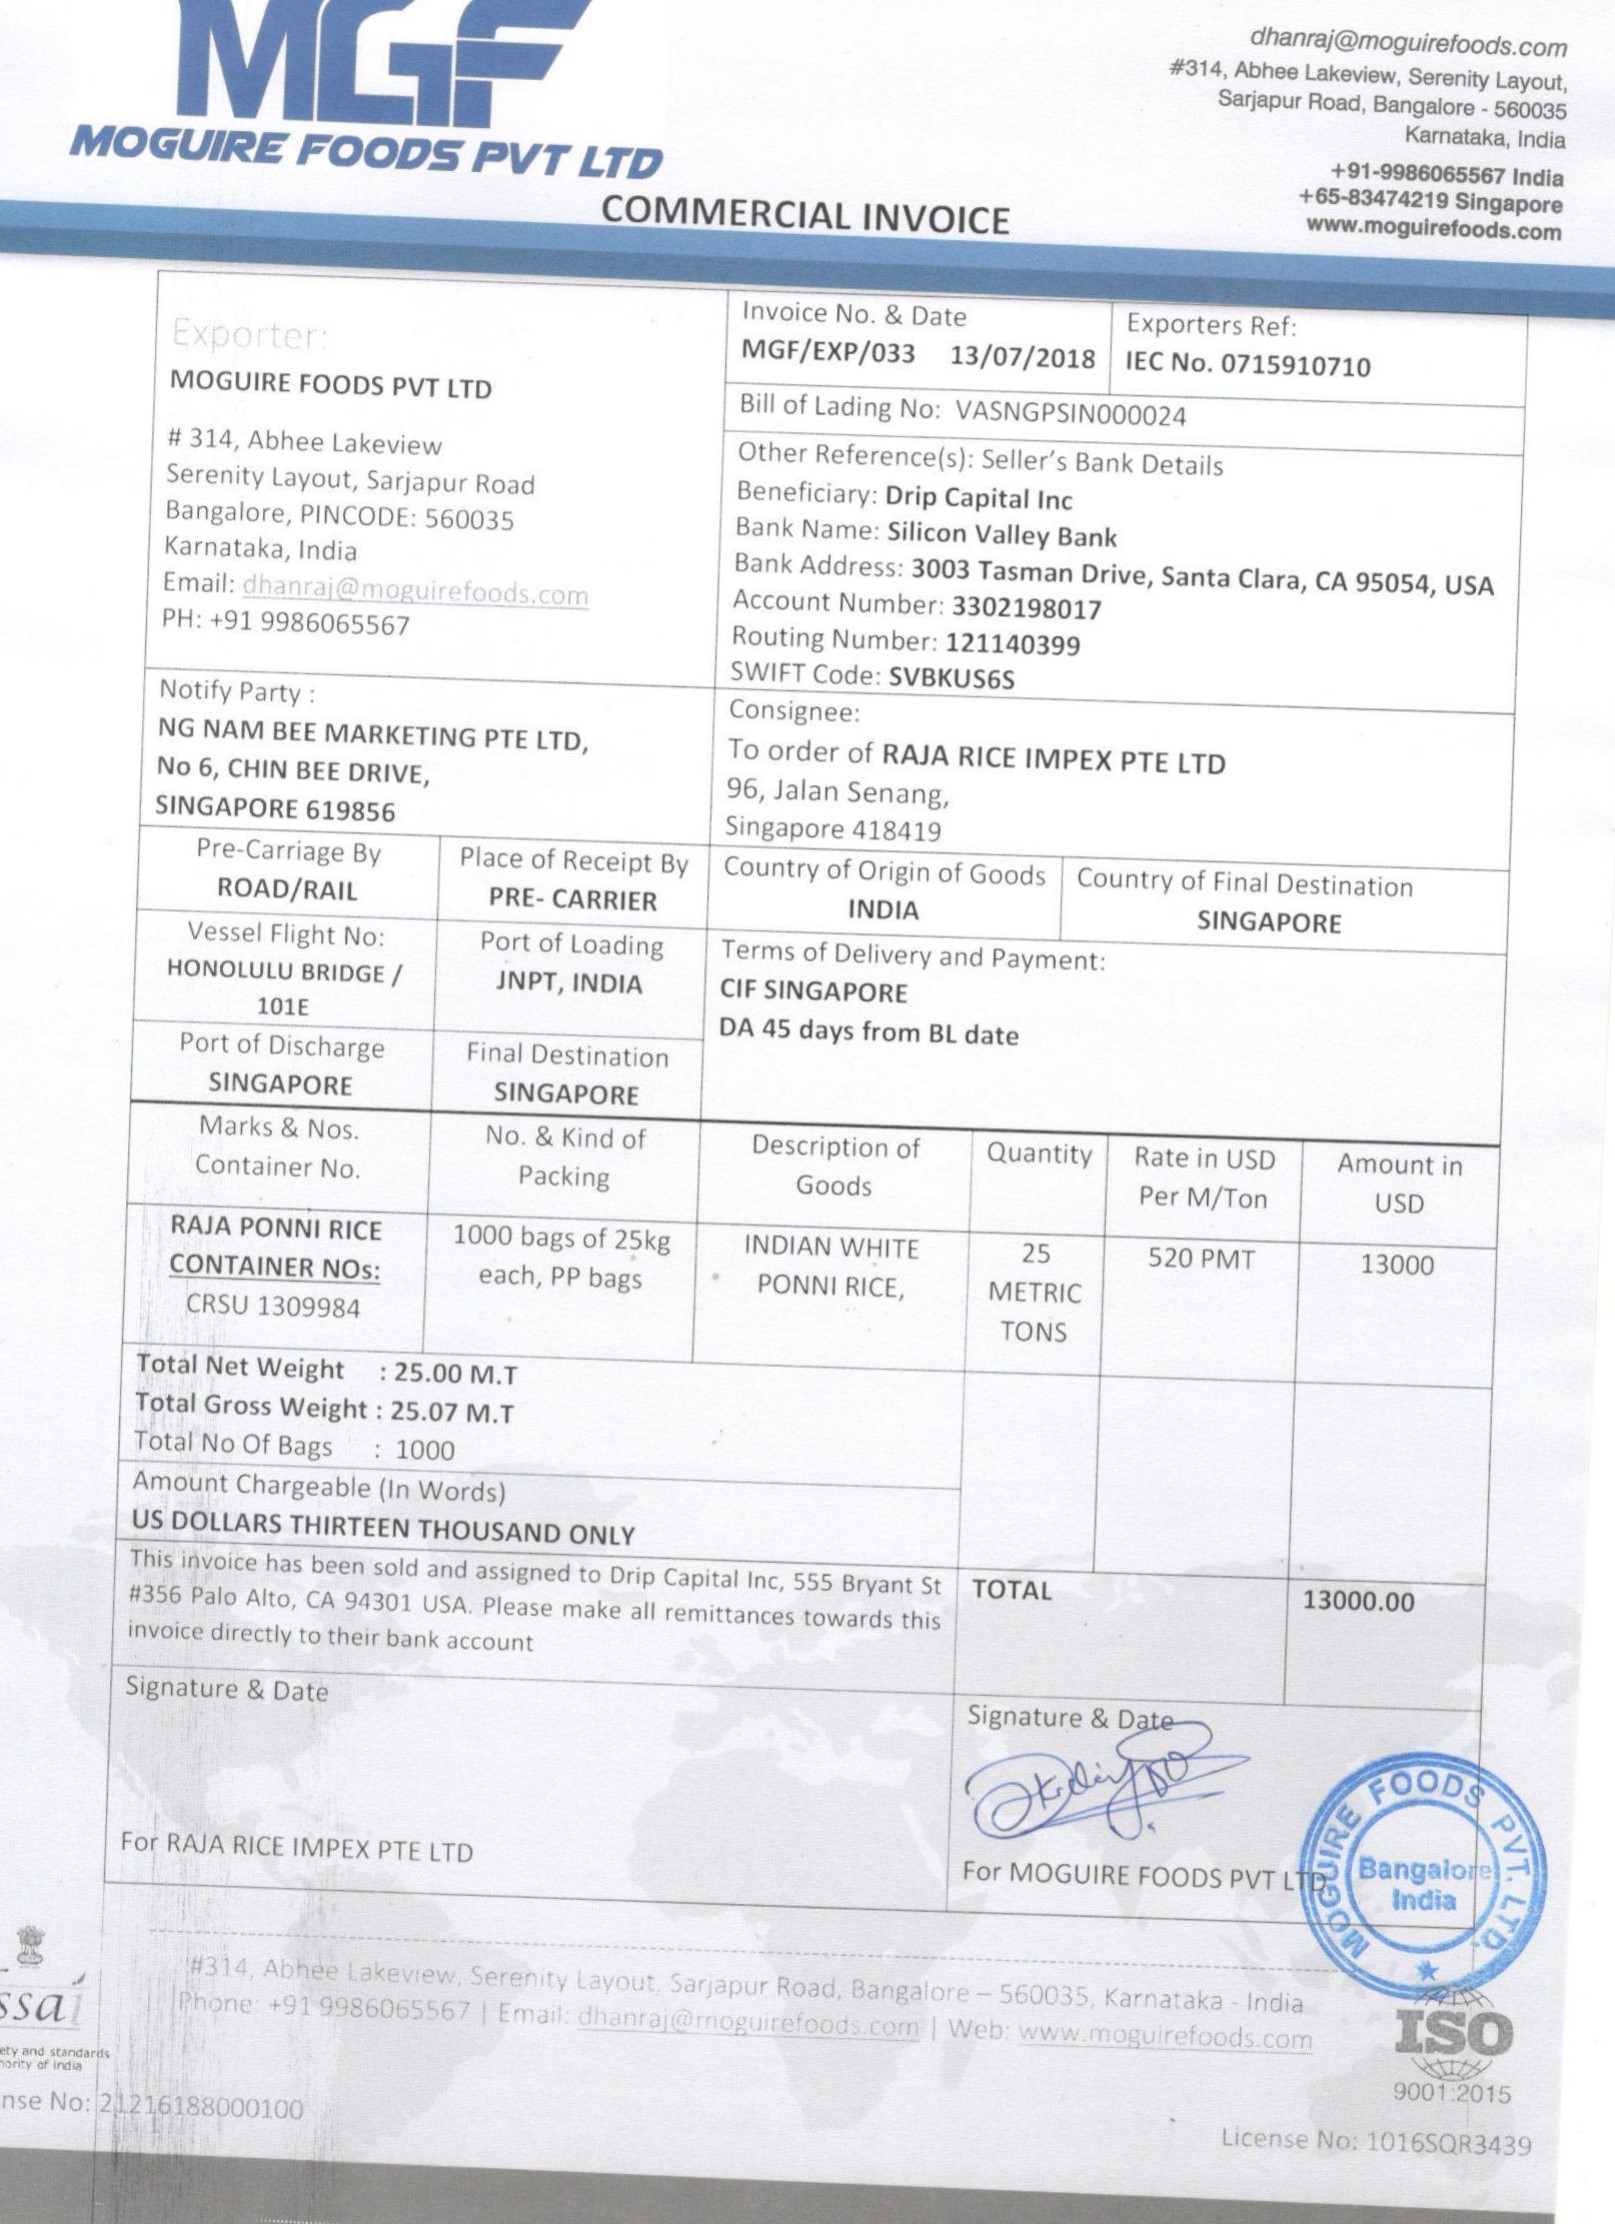 MGF
MOGUIRE FOODS PVT LTD
dhanraj@moguirefoods.com
#314, Abhee Lakeview, Serenity Layout,
Sarjapur Road, Bangalore - 560035
Karnataka, India
+91-9986065567 India
+65-83474219 Singapore
www.moguirefoods.com
COMMERCIAL INVOICE
Exporter:
MOGUIRE FOODS PVT LTD
# 314, Abhee Lakeview
Serenity Layout, Sarjapur Road
Bangalore, PINCODE: 560035
Karnataka, India
Email: dhanraj@moguirefoods.com
PH: +91 9986065567
Invoice No. & Date
MGF/EXP/033 13/07/2018
Exporters Ref:
IEC No. 0715910710
Bill of Lading No: VASNGPSIN000024
Other Reference(s): Seller's Bank Details
Beneficiary: Drip Capital Inc
Bank Name: Silicon Valley Bank
Bank Address: 3003 Tasman Drive, Santa Clara, CA 95054, USA
Account Number: 3302198017
Routing Number: 121140399
SWIFT Code: SVBKUS6S
Notify Party :
NG NAM BEE MARKETING PTE LTD,
No 6, CHIN BEE DRIVE,
SINGAPORE 619856
Consignee:
To order of RAJA RICE IMPEX PTE LTD
96, Jalan Senang,
Singapore 418419
Pre-Carriage By
ROAD/RAIL
Place of Receipt By
PRE- CARRIER
Country of Origin of Goods
INDIA
Country of Final Destination
SINGAPORE
Vessel Flight No:
HONOLULU BRIDGE /
101E
Port of Loading
JNPT, INDIA
Terms of Delivery and Payment:
CIF SINGAPORE
DA 45 days from BL date
Port of Discharge
SINGAPORE
Final Destination
SINGAPORE
Marks & Nos.
Container No.
No. & Kind of
Packing
Description of
Goods
Quantity
Rate in USD
Per M/Ton
Amount in
USD
RAJA PONNI RICE
CONTAINER NOs:
CRSU 1309984
1000 bags of 25kg
each, PP bags
INDIAN WHITE
PONNI RICE,
25
METRIC
TONS
520 PMT
13000
Total Net Weight : 25.00 M.T
Total Gross Weight : 25.07 M.T
Total No Of Bags : 1000
Amount Chargeable (In Words)
US DOLLARS THIRTEEN THOUSAND ONLY
This invoice has been sold and assigned to Drip Capital Inc, 555 Bryant St
#356 Palo Alto, CA 94301 USA. Please make all remittances towards this
invoice directly to their bank account
TOTAL
13000.00
Signature & Date
For RAJA RICE IMPEX PTE LTD
Signature & Date
For MOGUIRE FOODS PVT LTD
MOGUIRE FOODS PVT. LTD.
Bangalore
India
#314, Abhee Lakeview, Serenity Layout, Sarjapur Road, Bangalore – 560035, Karnataka - India
Phone: +91 9986065567 | Email: dhanraj@moguirefoods.com | Web: www.moguirefoods.com
ssai
ety and standards
hority of India
nse No: 21216188000100
ISO
9001:2015
License No: 1016SQR3439